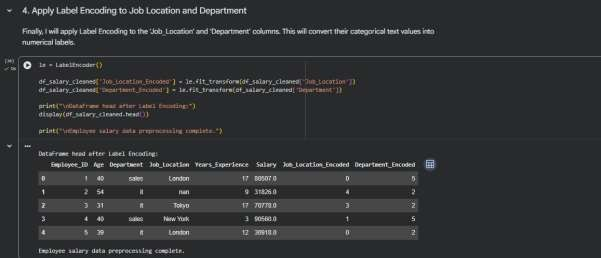 4. Apply Label Encoding to Job Location and Department
Finally, I will apply Label Encoding to the 'Job_Location' and 'Department' columns. This will convert their categorical text values into
numerical labels.
le = LabelEncoder()
df_salary_cleaned['Job_Location_Encoded'] = le.fit_transform(df_salary_cleaned['Job_Location'])
df_salary_cleaned['Department_Encoded'] = le.fit_transform(df_salary_cleaned['Department'])
print("\nDataFrame head after Label Encoding:")
display(df_salary_cleaned.head())
print("\nEmployee salary data preprocessing complete.")
DataFrame head after Label Encoding:
Employee_ID Age Department Job_Location Years_Experience Salary Job_Location_Encoded Department_Encoded
0 1 40 sales London 17 80507.0 0 5
1 2 54 it nan 9 31826.0 4 2
2 3 31 it Tokyo 17 70778.0 3 2
3 4 40 sales New York 3 90560.0 1 5
4 5 39 it London 12 30918.0 0 2
Employee salary data preprocessing complete.